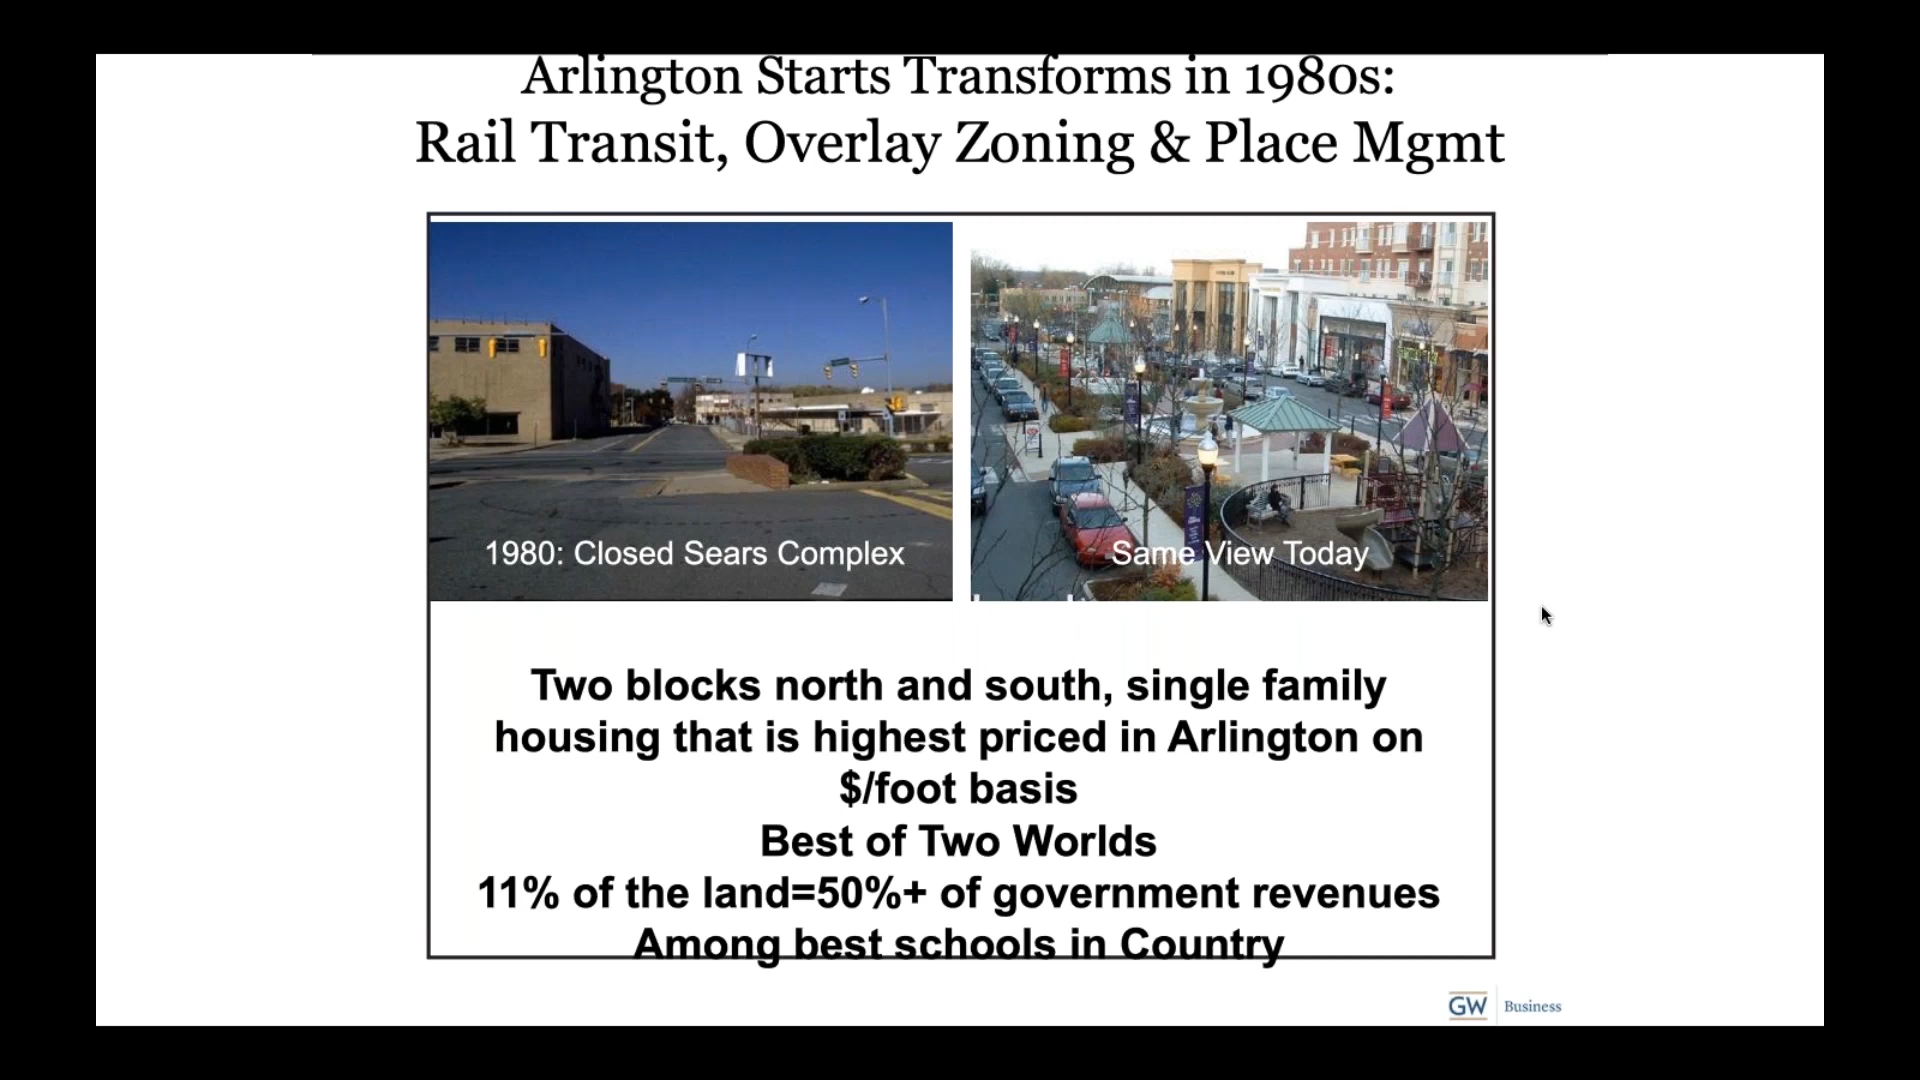 Arlington Starts Transforms in 1980s:
Rail Transit, Overlay Zoning & Place Mgmt
1980: Closed Sears Complex
Same View Today
Two blocks north and south, single family
housing that is highest priced in Arlington on
$/foot basis
Best of Two Worlds
11% of the land=50%+ of government revenues
Among best schools in Country
GW Business